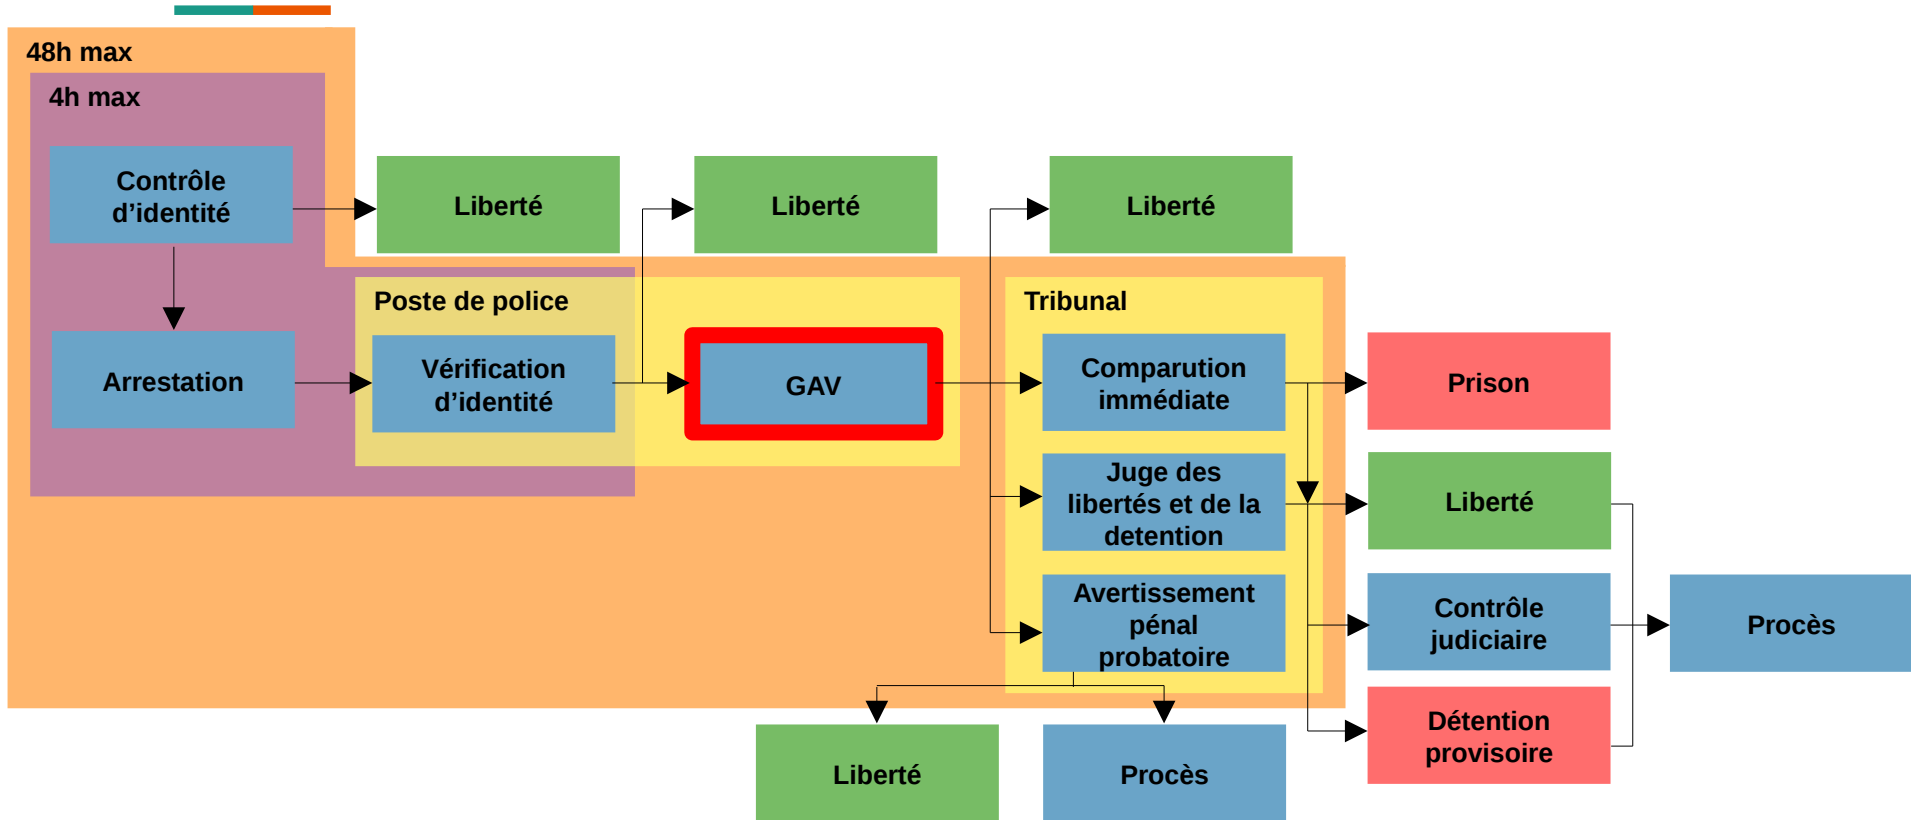 48h max
4h max
Contrôle
d'identité
Liberté
Liberté
Liberté
Poste de police
Tribunal
Arrestation
Vérification
d'identité
GAV
Comparution
immédiate
Prison
Juge des
libertés et de la
detention
Liberté
Avertissement
pénal
probatoire
Contrôle
judiciaire
Procès
Détention
provisoire
Liberté
Procès